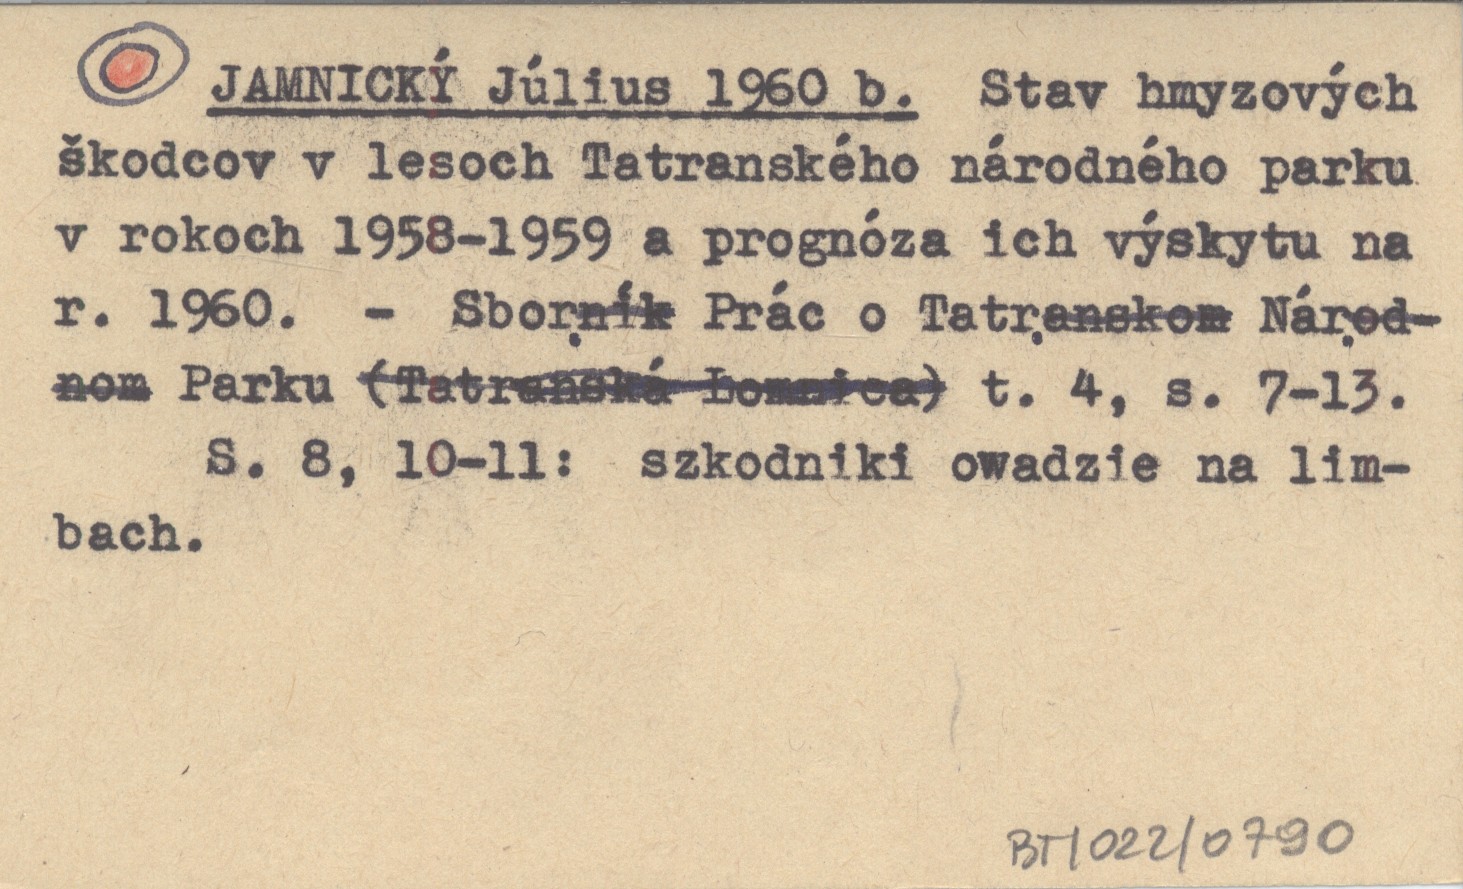 JAMNICKÝ Július 1960 b. Stav hmyzových
škodcov v lesoch Tatranského národného parku
v rokoch 1958-1959 a prognóza ich výskytu na
r. 1960. - Sborník Prác o Tatranskom Národ-
nom Parku (Tatranská Lomnica) t. 4, s. 7-13.
S. 8, 10-11: szkodniki owadzie na lim-
bach.
BT/022/0790